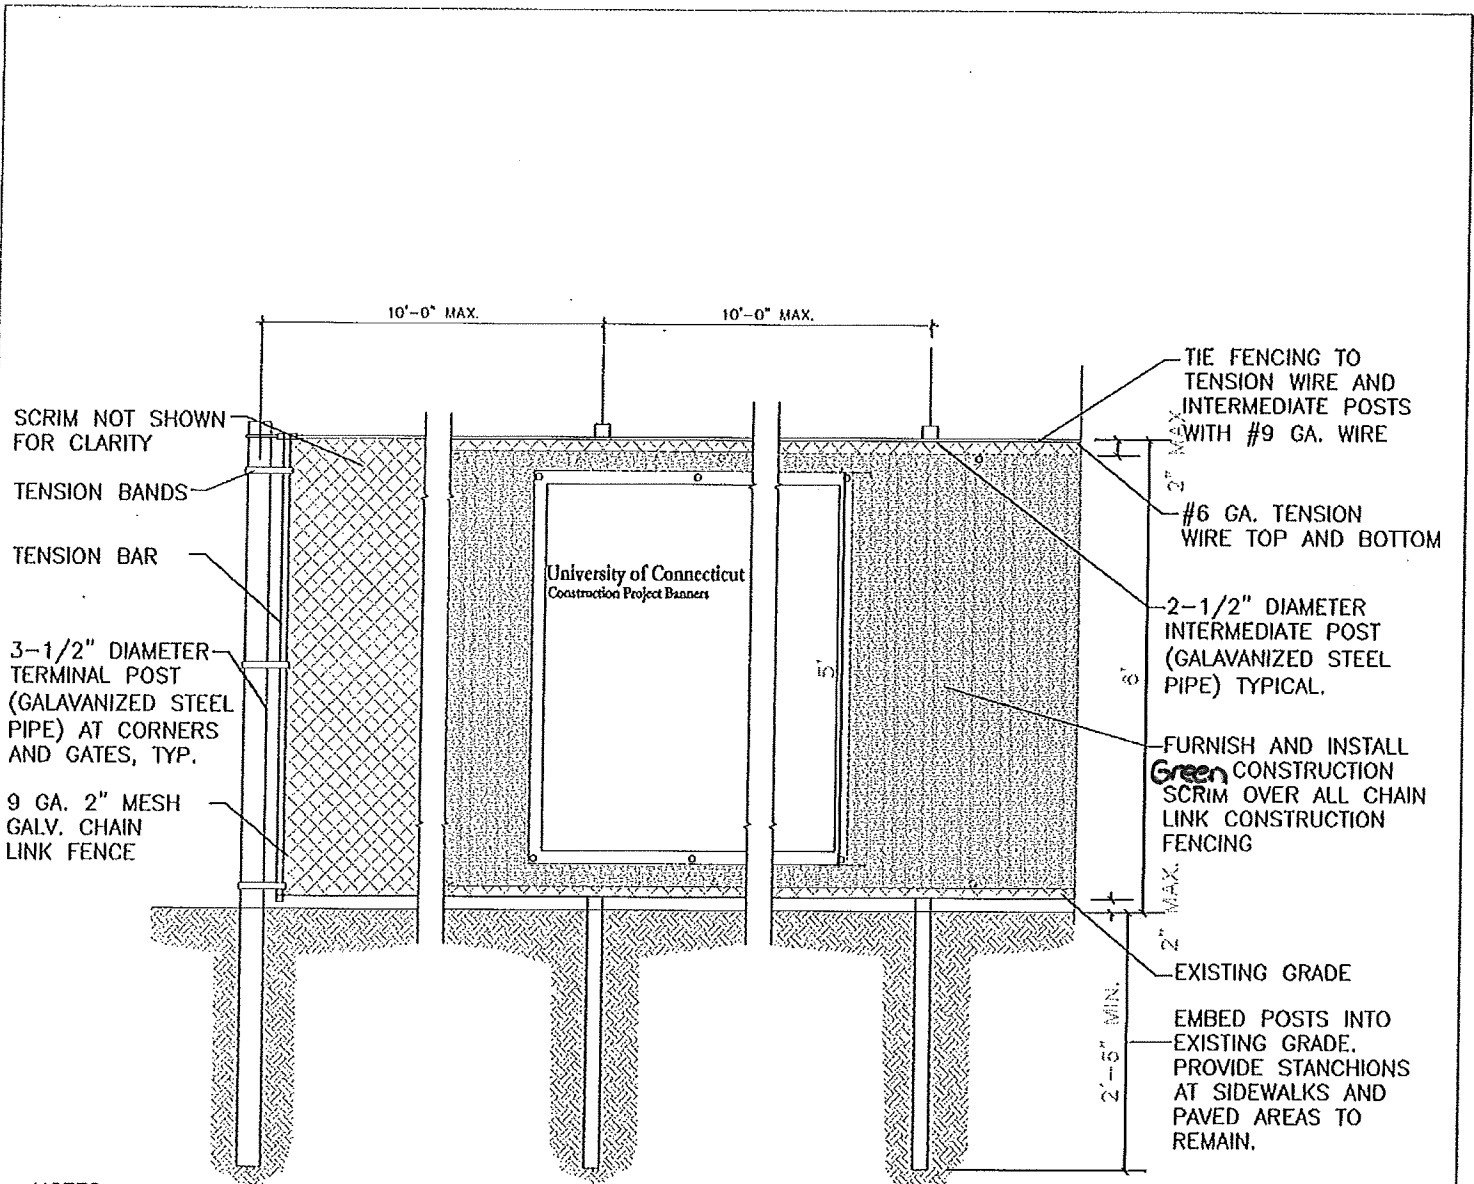 10'-0" MAX.
10'-0" MAX.
SCRIM NOT SHOWN
FOR CLARITY
TENSION BANDS
TENSION BAR
3-1/2" DIAMETER
TERMINAL POST
(GALAVANIZED STEEL
PIPE) AT CORNERS
AND GATES, TYP.
9 GA. 2" MESH
GALV. CHAIN
LINK FENCE
University of Connecticut
Construction Project Banners
5'
TIE FENCING TO
TENSION WIRE AND
INTERMEDIATE POSTS
WITH #9 GA. WIRE
2" MAX
#6 GA. TENSION
WIRE TOP AND BOTTOM
2-1/2" DIAMETER
INTERMEDIATE POST
(GALAVANIZED STEEL
PIPE) TYPICAL.
FURNISH AND INSTALL
Green CONSTRUCTION
SCRIM OVER ALL CHAIN
LINK CONSTRUCTION
FENCING
2" MAX.
EXISTING GRADE
2'-5" MIN.
EMBED POSTS INTO
EXISTING GRADE.
PROVIDE STANCHIONS
AT SIDEWALKS AND
PAVED AREAS TO
REMAIN.